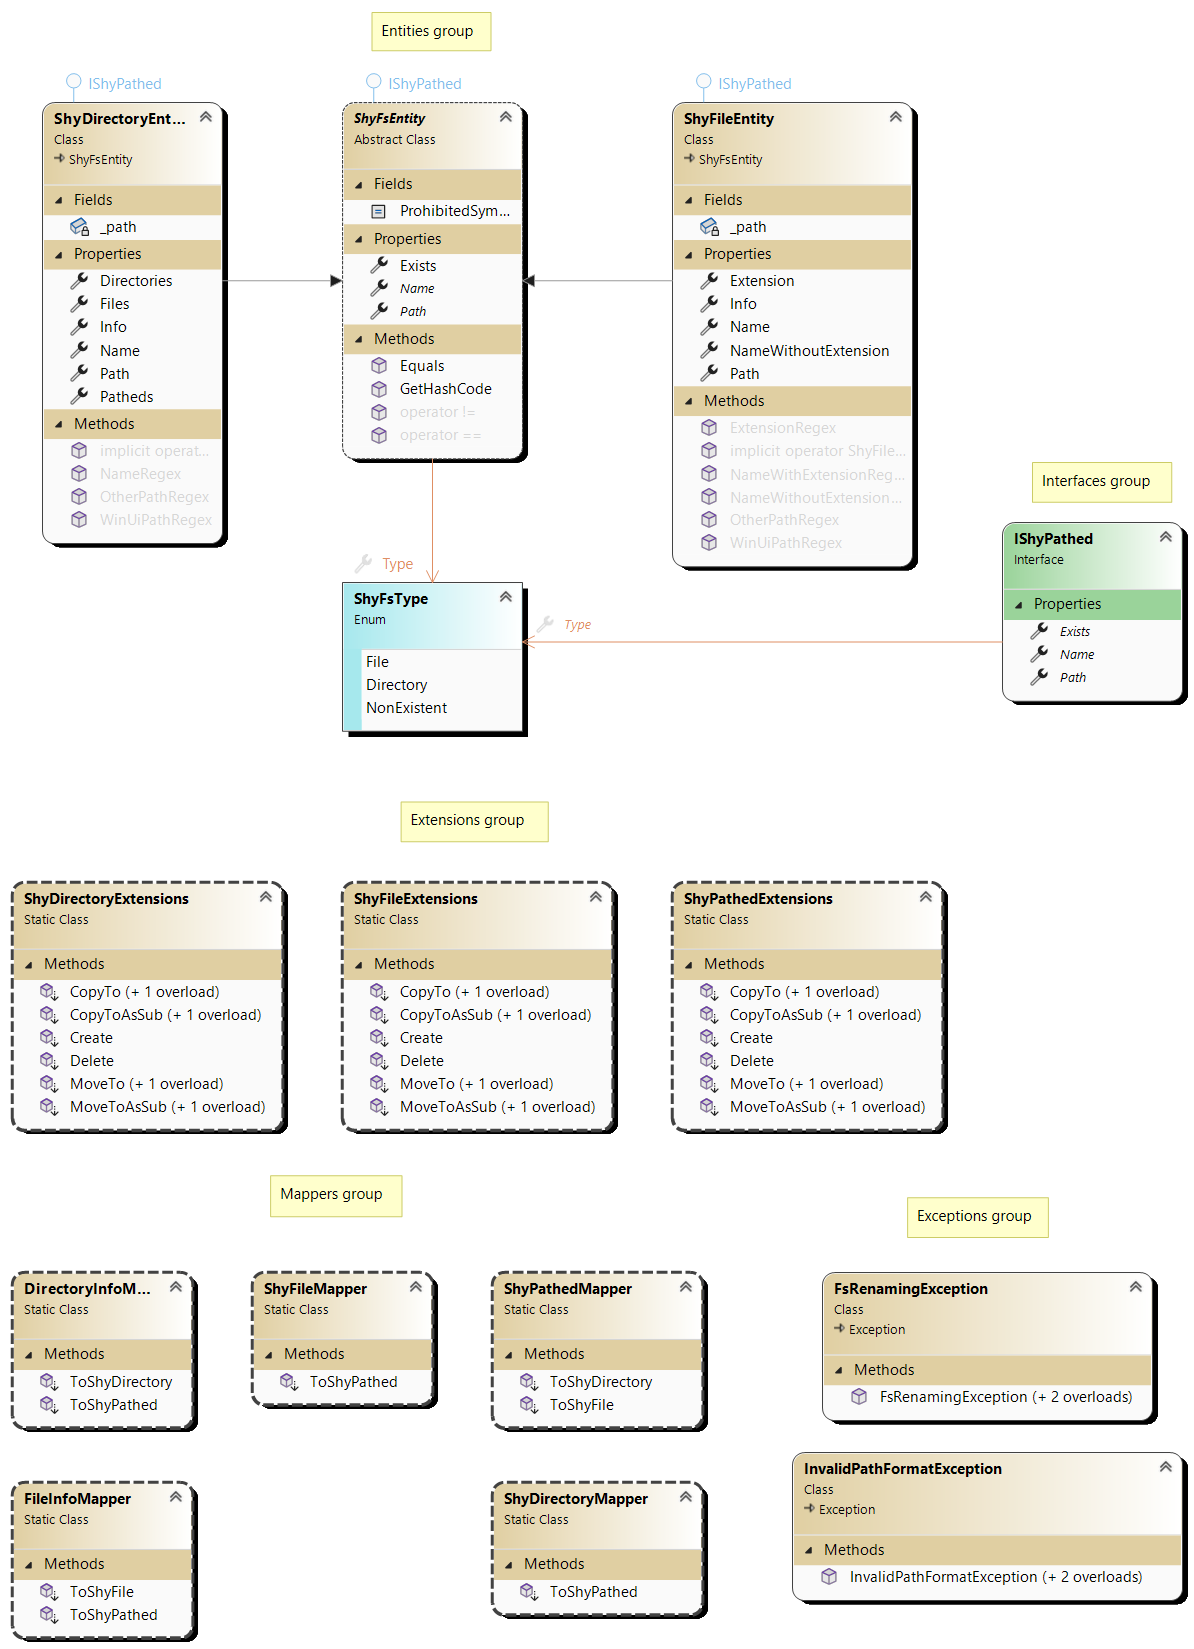 Entities group
IShyPathed
ShyDirectoryEnt...
Class
ShyFsEntity
Fields
_path
Properties
Directories
Files
Info
Name
Path
Patheds
Methods
implicit operat...
NameRegex
OtherPathRegex
WinUiPathRegex
IShyPathed
ShyFsEntity
Abstract Class
Fields
ProhibitedSym...
Properties
Exists
Name
Path
Methods
Equals
GetHashCode
operator !=
operator ==
IShyPathed
ShyFileEntity
Class
ShyFsEntity
Fields
_path
Properties
Extension
Info
Name
NameWithoutExtension
Path
Methods
ExtensionRegex
implicit operator ShyFile...
NameWithExtensionReg...
NameWithoutExtension...
OtherPathRegex
WinUiPathRegex
Interfaces group
IShyPathed
Interface
Properties
Exists
Name
Path
Type
Type
ShyFsType
Enum
File
Directory
NonExistent
Extensions group
ShyDirectoryExtensions
Static Class
Methods
CopyTo (+ 1 overload)
CopyToAsSub (+ 1 overload)
Create
Delete
MoveTo (+ 1 overload)
MoveToAsSub (+ 1 overload)
ShyFileExtensions
Static Class
Methods
CopyTo (+ 1 overload)
CopyToAsSub (+ 1 overload)
Create
Delete
MoveTo (+ 1 overload)
MoveToAsSub (+ 1 overload)
ShyPathedExtensions
Static Class
Methods
CopyTo (+ 1 overload)
CopyToAsSub (+ 1 overload)
Create
Delete
MoveTo (+ 1 overload)
MoveToAsSub (+ 1 overload)
Mappers group
DirectoryInfoM...
Static Class
Methods
ToShyDirectory
ToShyPathed
ShyFileMapper
Static Class
Methods
ToShyPathed
ShyPathedMapper
Static Class
Methods
ToShyDirectory
ToShyFile
FileInfoMapper
Static Class
Methods
ToShyFile
ToShyPathed
ShyDirectoryMapper
Static Class
Methods
ToShyPathed
Exceptions group
FsRenamingException
Class
Exception
Methods
FsRenamingException (+ 2 overloads)
InvalidPathFormatException
Class
Exception
Methods
InvalidPathFormatException (+ 2 overloads)